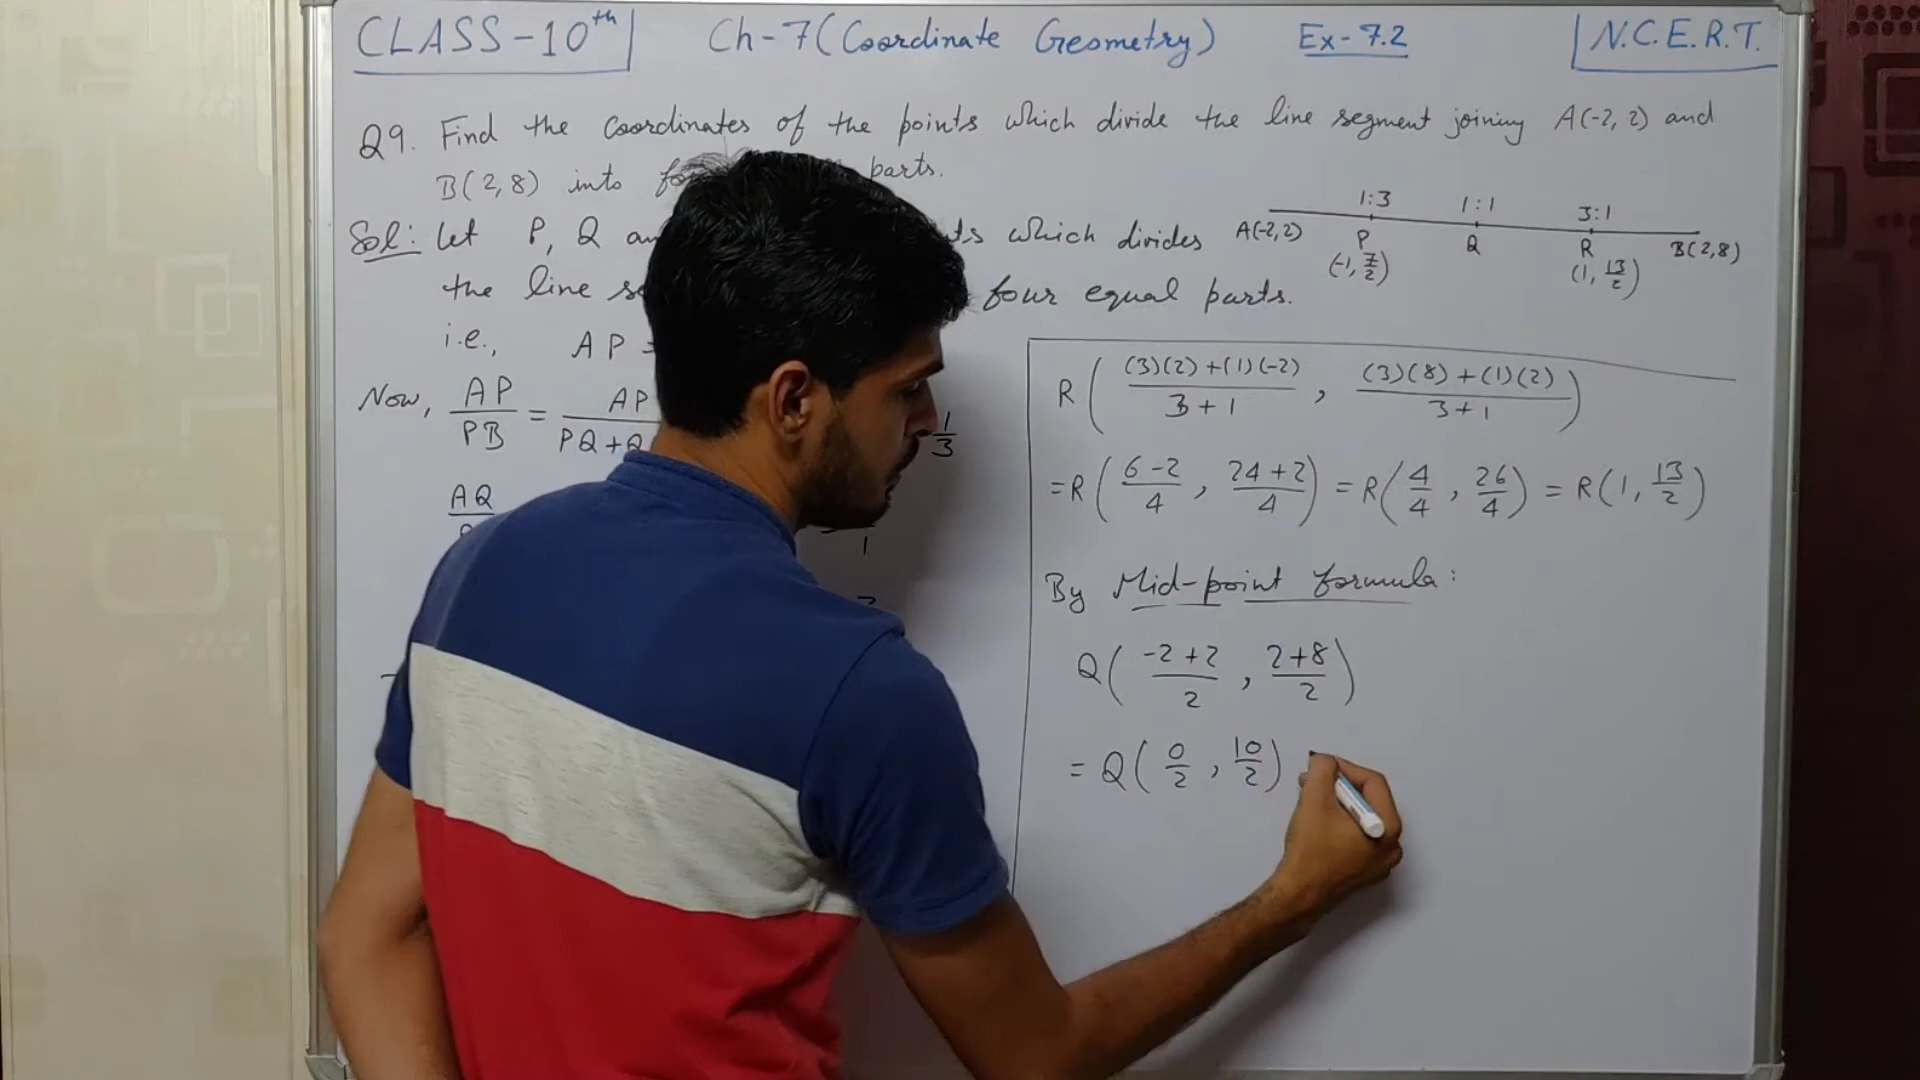 CLASS-10th Ch-7 (Coordinate Geometry) Ex-7.2 N.C.E.R.T.
Q9. Find the Coordinates of the points which divide the line segment joining A(-2, 2) and
B(2,8) into parts.
Sol: Let P, Q which divides
the line four equal parts.
i.e., AP =
Now, AP/PB = AP/PQ+Q 1/3
AQ
1
1:3 1:1 3:1
A(-2,2) P Q R B(2,8)
(-1, 7/2) (1, 13/2)
R( (3)(2)+(1)(-2)/3+1 , (3)(8)+(1)(2)/3+1 )
=R( 6-2/4 , 24+2/4 ) = R( 4/4 , 26/4 ) = R(1, 13/2)
By Mid-point formula:
Q( -2+2/2 , 2+8/2 )
= Q( 0/2 , 10/2 )